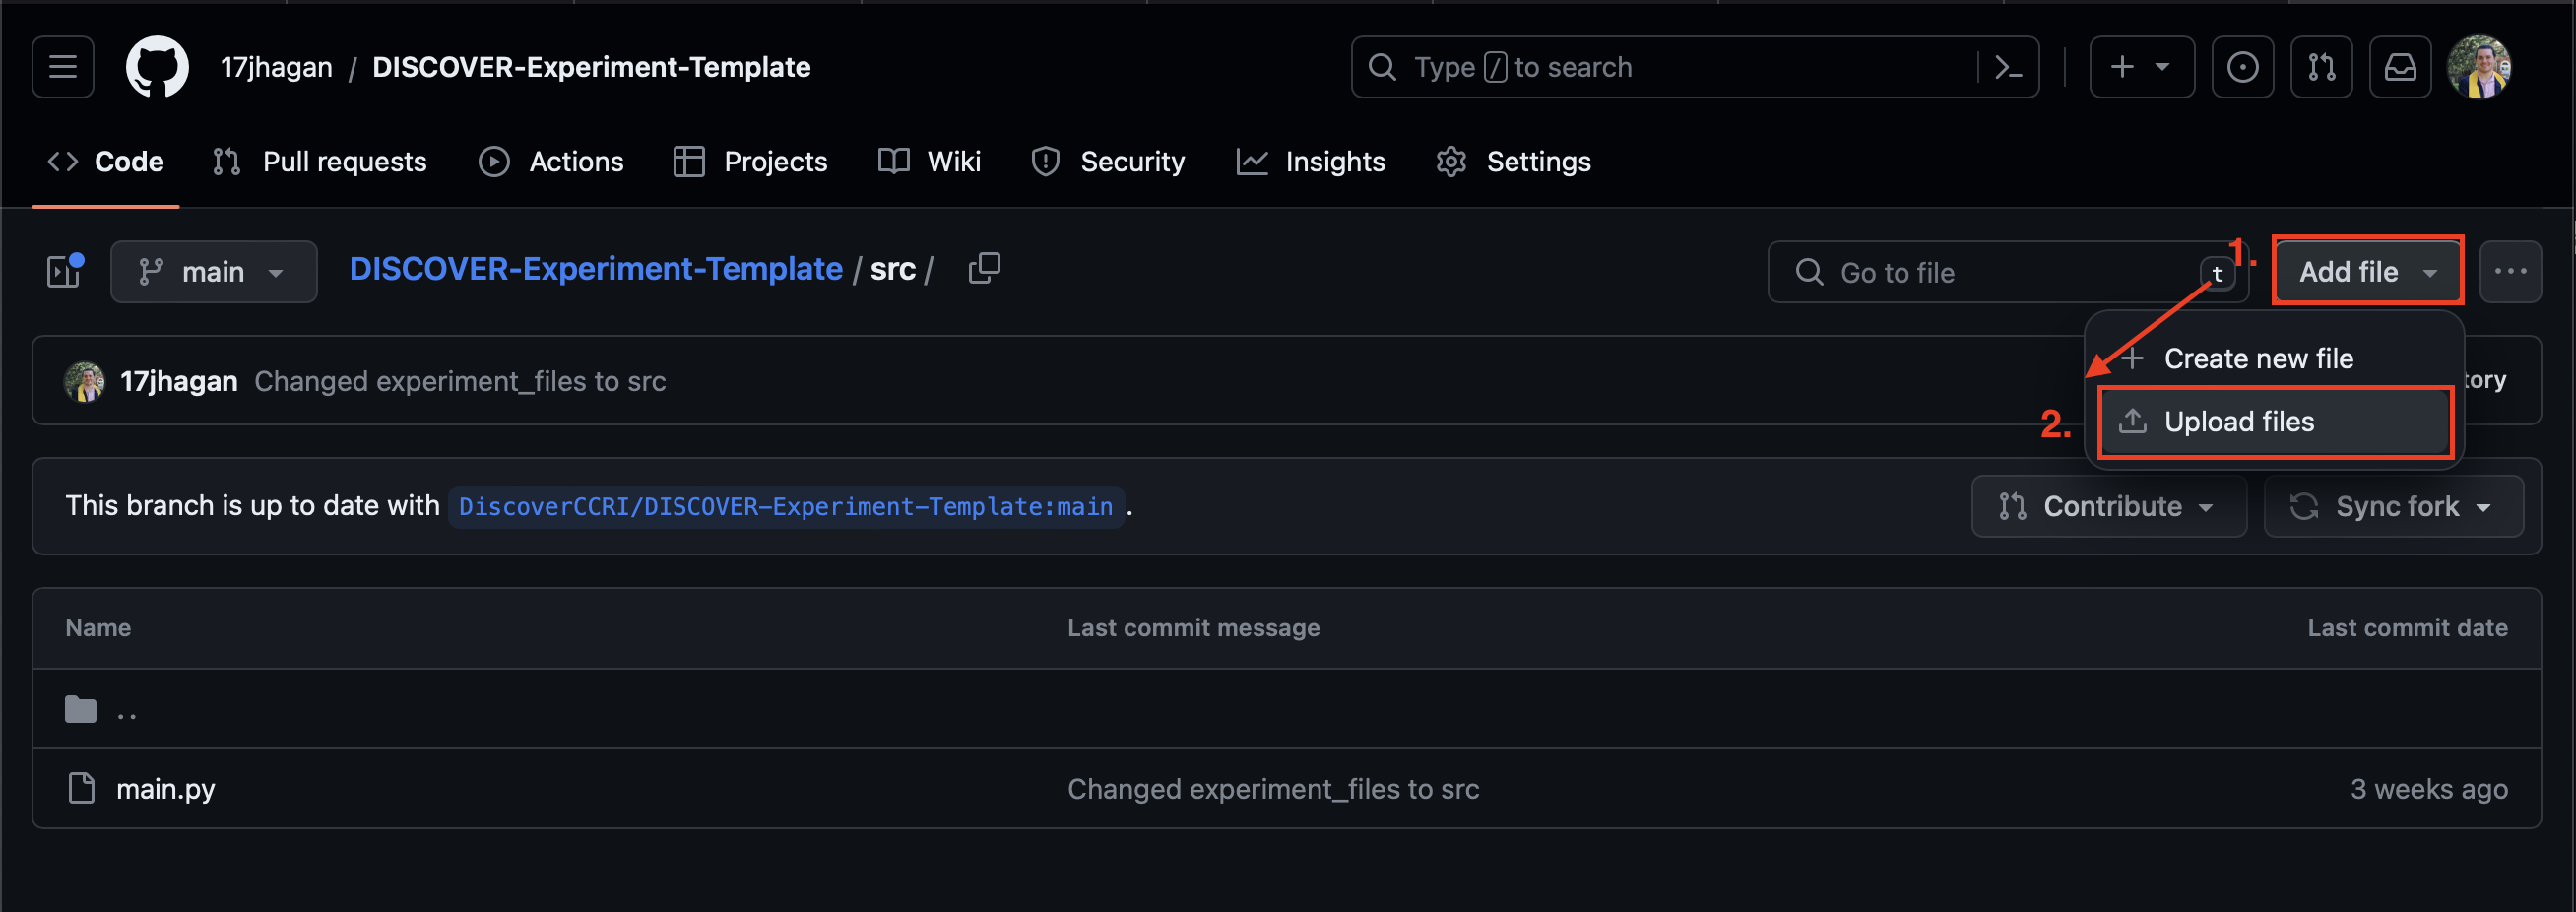 17jhagan / DISCOVER-Experiment-Template
Type / to search
Code Pull requests Actions Projects Wiki Security Insights Settings
main
DISCOVER-Experiment-Template / src /
Go to file t
1.
Add file
Create new file
2. Upload files
17jhagan Changed experiment_files to src
tory
This branch is up to date with DiscoverCCRI/DISCOVER-Experiment-Template:main .
Contribute
Sync fork
Name Last commit message Last commit date
..
main.py Changed experiment_files to src 3 weeks ago